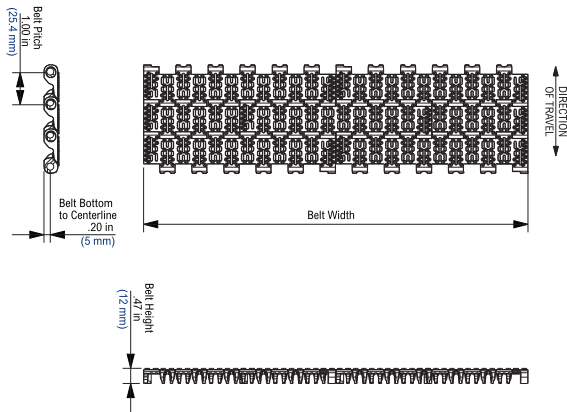 Belt Pitch
1.00 in
(25.4 mm)
DIRECTION
OF TRAVEL
Belt Bottom
to Centerline
.20 in
(5 mm)
Belt Width
Belt Height
.47 in
(12 mm)